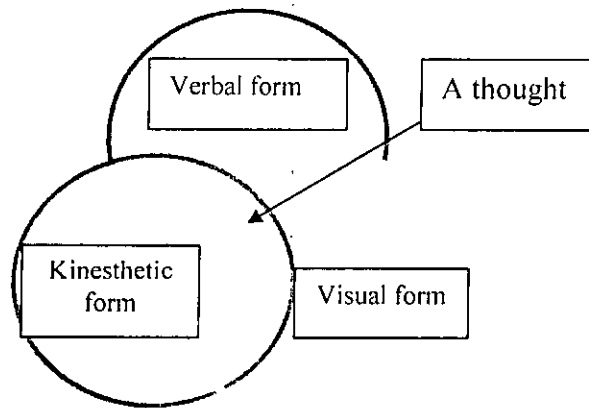 Verbal form
A thought
Kinesthetic
form
Visual form